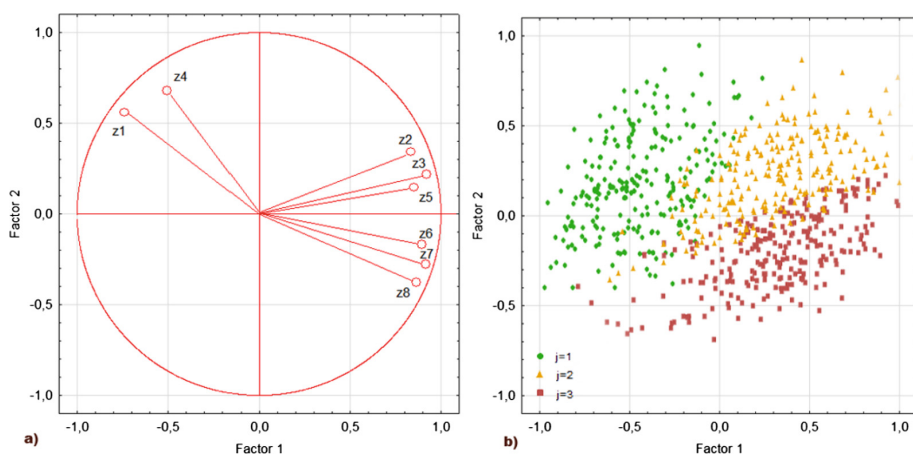 1,0
0,5
0,0
-0,5
-1,0
Factor 2
-1,0 -0,5 0,0 0,5 1,0
Factor 1
z4
z1
z2
z3
z5
z6
z7
z8
a)
1,0
0,5
0,0
-0,5
-1,0
Factor 2
-1,0 -0,5 0,0 0,5 1,0
Factor 1
j=1
j=2
j=3
b)